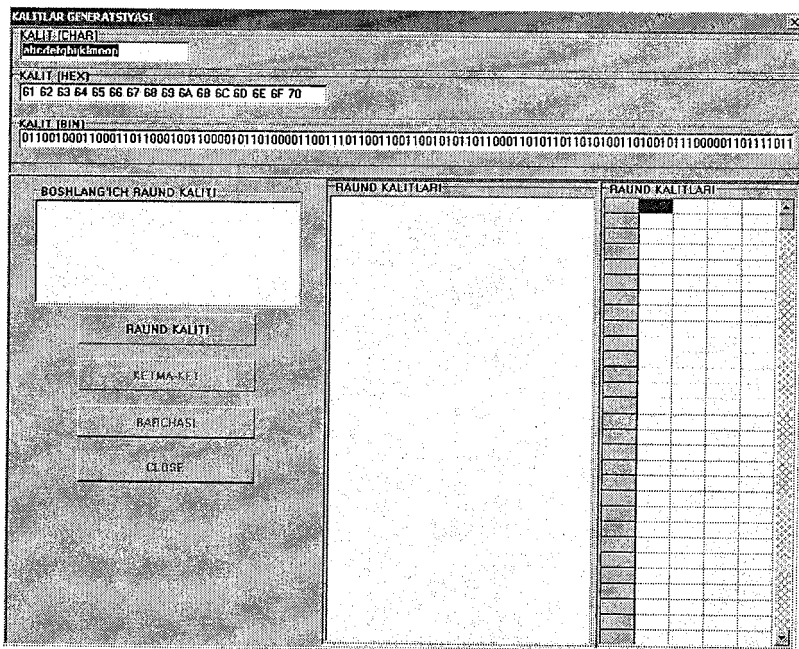 KALITLAR GENERATSIYASI
KALIT [CHAR]
abcdefghijklmnop
KALIT [HEX]
61 62 63 64 65 66 67 68 69 6A 6B 6C 6D 6E 6F 70
KALIT [BIN]
BOSHLANG'ICH RAUND KALITI
RAUND KALITI
KETMA-KET
BARCHASI
CLOSE
RAUND KALITLARI
RAUND KALITLARI